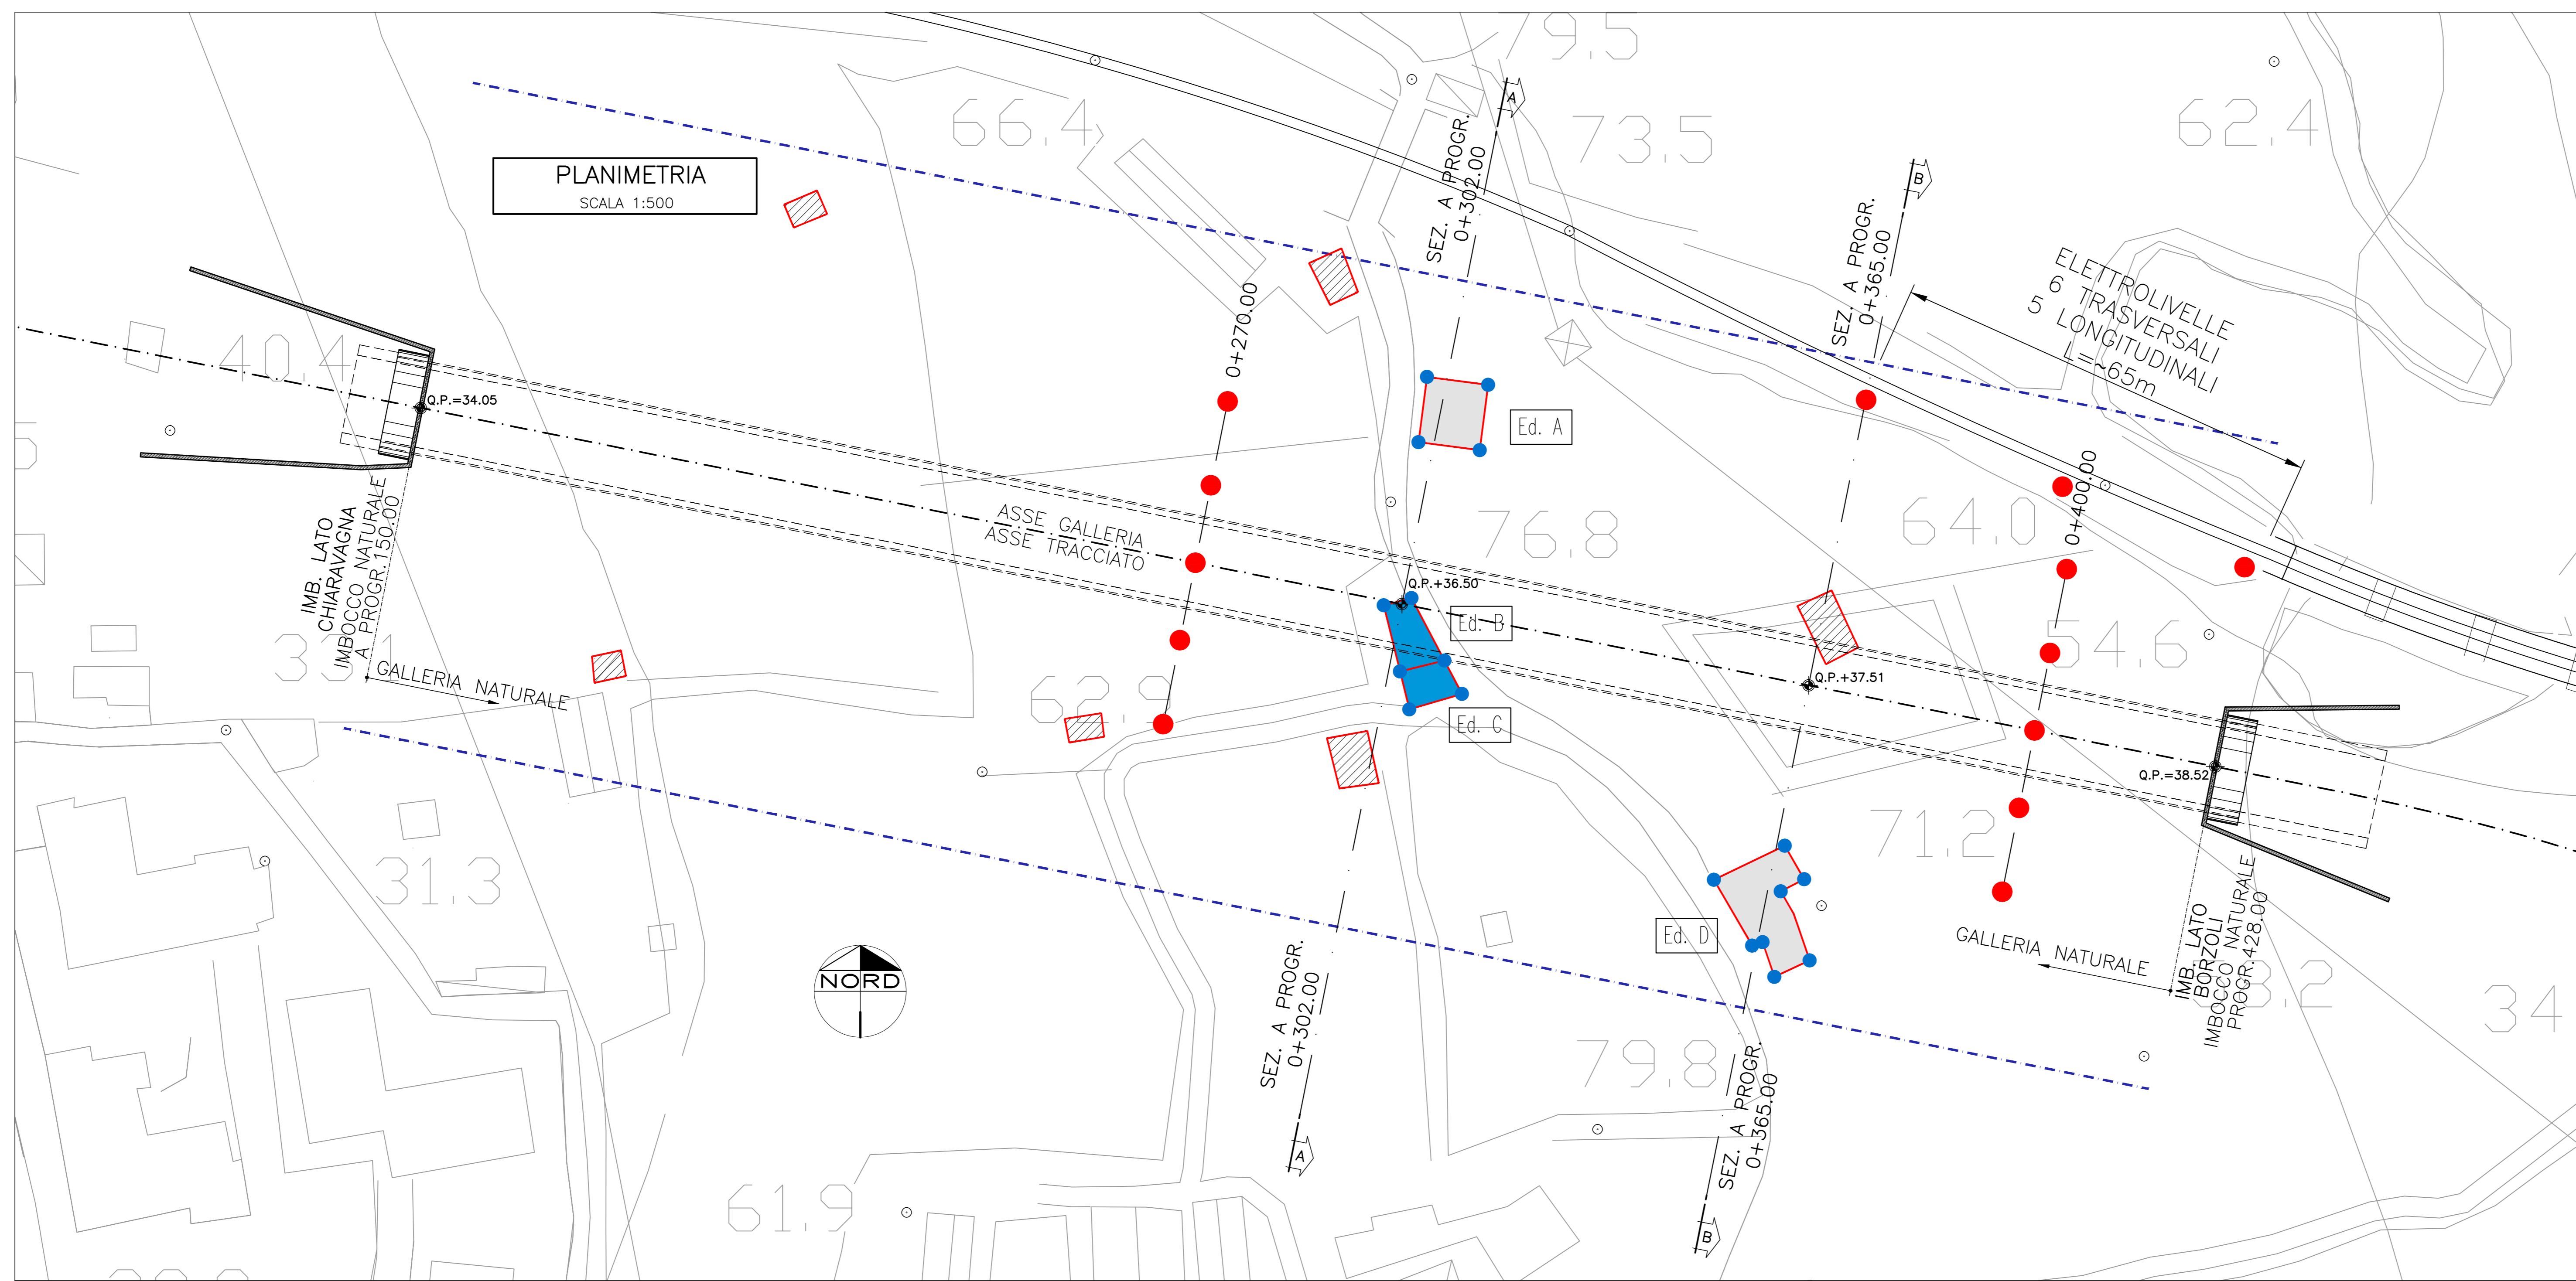 PLANIMETRIA
SCALA 1:500
79.5
66.4
73.5
62.4
A
SEZ. A PROGR.
0+302.00
B
SEZ. A PROGR.
0+365.00
ELETTROLIVELLE
6 TRASVERSALI
5 LONGITUDINALI
L=~65m
0+270.00
40.4
Q.P.=34.05
Ed. A
IMB. LATO
CHIARAVAGNA
IMBOCCO NATURALE
A PROGR.150.00
ASSE GALLERIA
ASSE TRACCIATO
76.8
64.0
0+400.00
Q.P.+36.50
Ed. B
54.6
GALLERIA NATURALE
62.9
Ed. C
Q.P.+37.51
Q.P.=38.52
31.3
71.2
Ed. D
GALLERIA NATURALE
IMB. LATO
BORZOLI
IMBOCCO NATURALE
PROGR.428.00
NORD
34
79.8
SEZ. A PROGR.
0+302.00
A
SEZ. A PROGR.
0+365.00
B
61.9